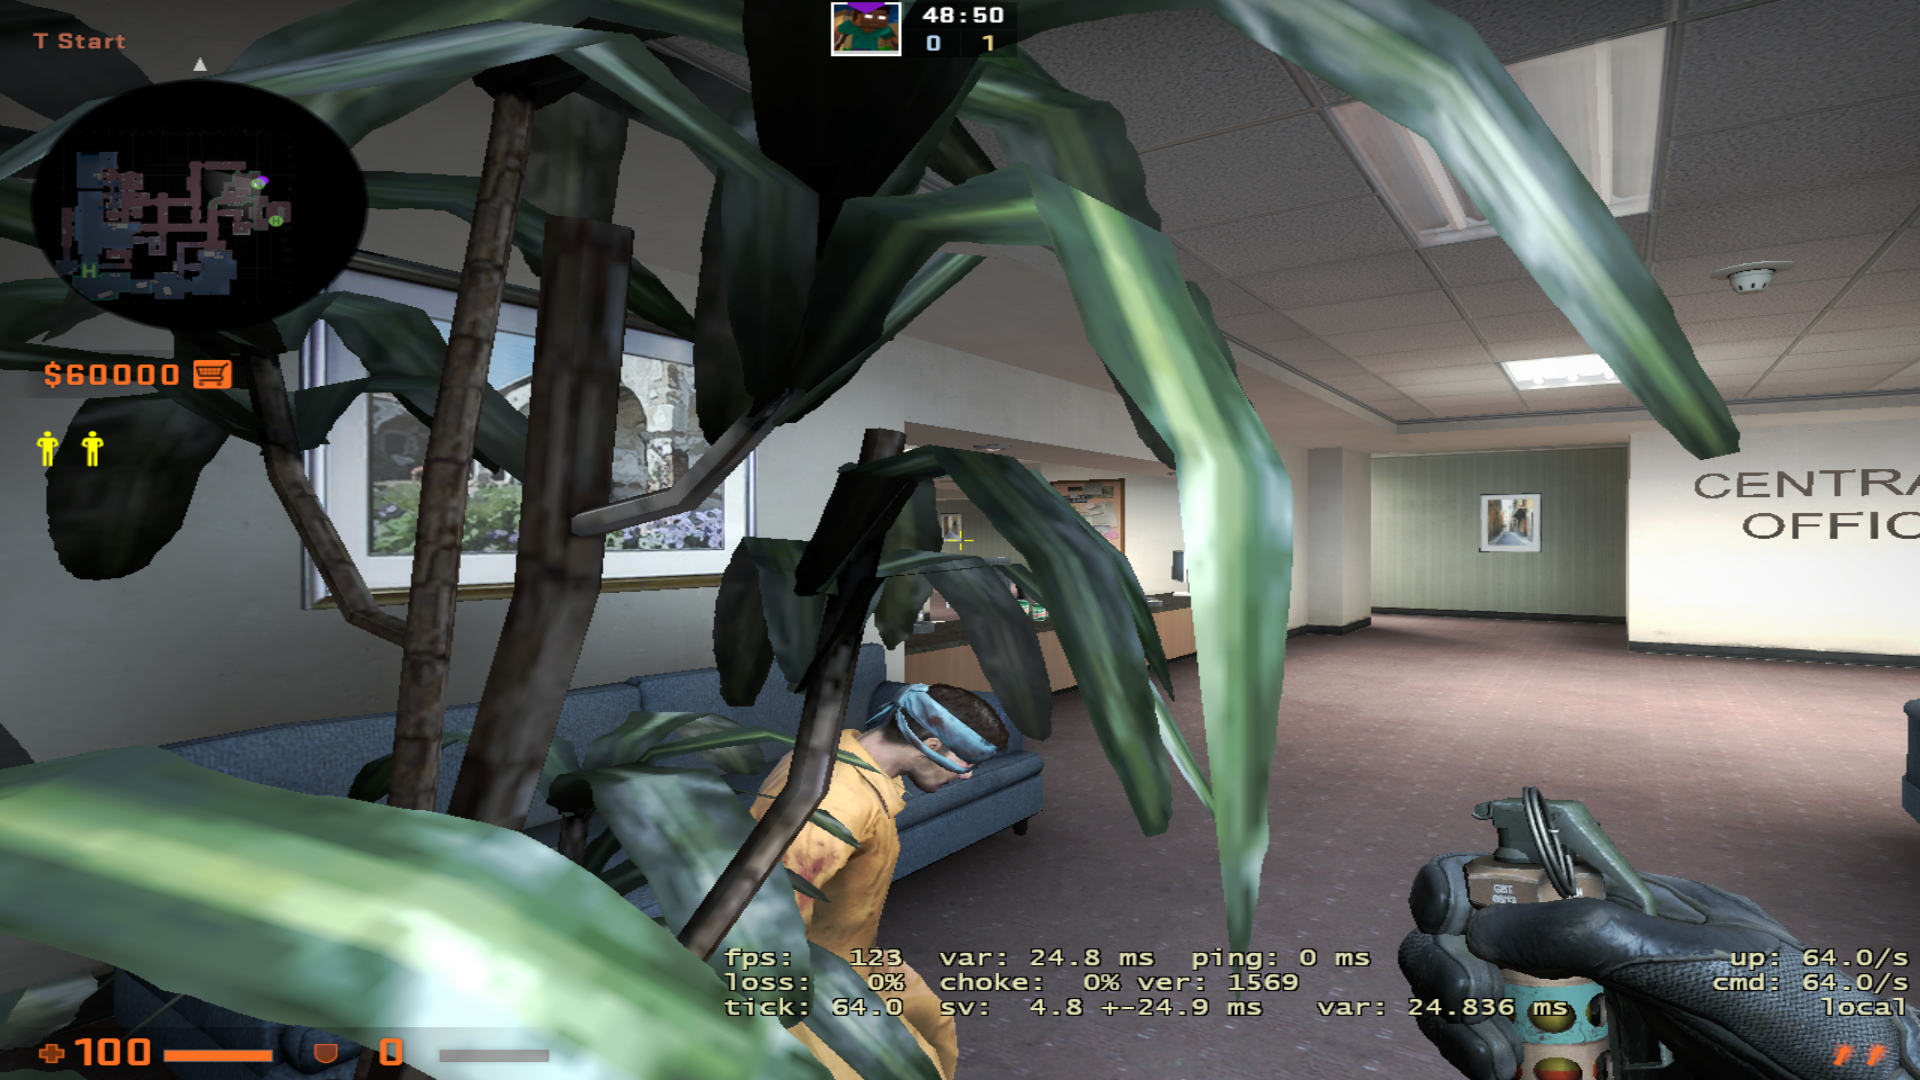 T Start
48:50
0 1
$60000
CENTRA
OFFIC
H
H
fps: 123 var: 24.8 ms ping: 0 ms
loss: 0% choke: 0% ver: 1569
tick: 64.0 sv: 4.8 +-24.9 ms var: 24.836 ms
up: 64.0/s
cmd: 64.0/s
local
100
0